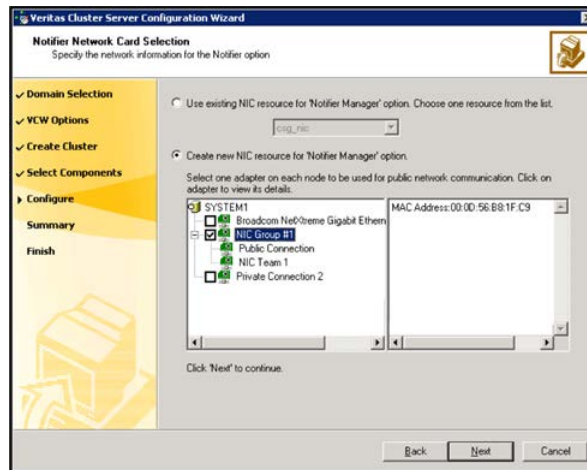 Veritas Cluster Server Configuration Wizard
Notifier Network Card Selection
Specify the network information for the Notifier option
Domain Selection
VCW Options
Create Cluster
Select Components
Configure
Summary
Finish
Use existing NIC resource for 'Notifier Manager' option. Choose one resource from the list.
csg_nic
Create new NIC resource for 'Notifier Manager' option.
Select one adapter on each node to be used for public network communication. Click on
adapter to view its details.
SYSTEM1
Broadcom NetXtreme Gigabit Ethern
NIC Group #1
Public Connection
NIC Team 1
Private Connection 2
MAC Address:00:0D:56:B8:1F:C9
Click 'Next' to continue.
Back
Next
Cancel